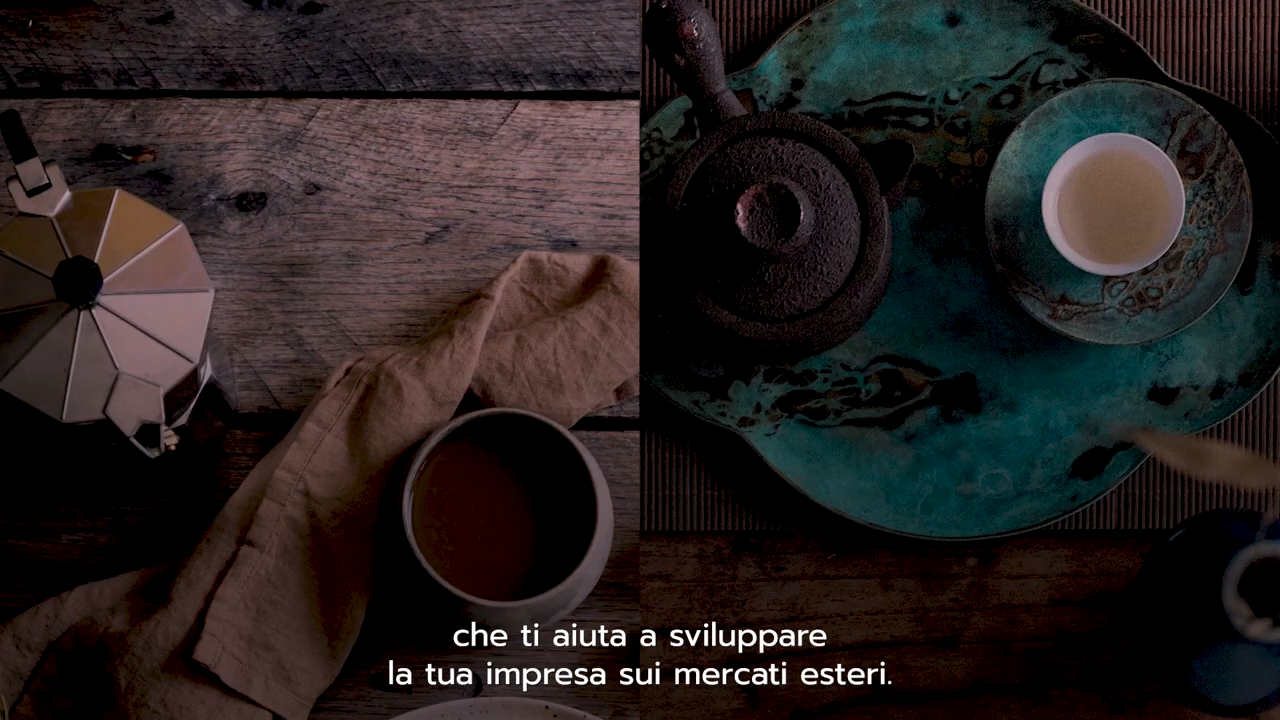 che ti aiuta a sviluppare
la tua impresa sui mercati esteri.